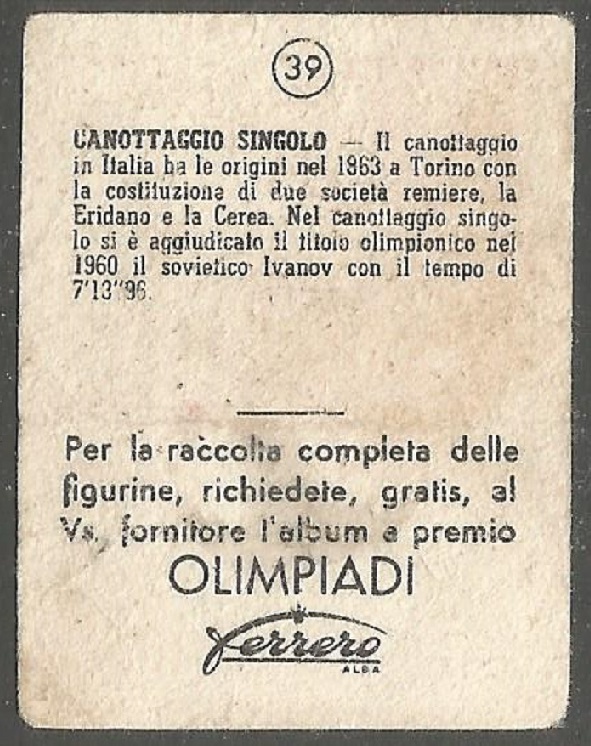 39
CANOTTAGGIO SINGOLO — Il canottaggio
in Italia ha le origini nel 1863 a Torino con
la costituzione di due società remiere, la
Eridano e la Cerea. Nel canottaggio singo-
lo si è aggiudicato il titolo olimpionico nel
1960 il sovietico Ivanov con il tempo di
7'13"96.
Per la raccolta completa delle
figurine, richiedete, gratis, al
Vs. fornitore l'album a premio
OLIMPIADI
Ferrero
ALBA